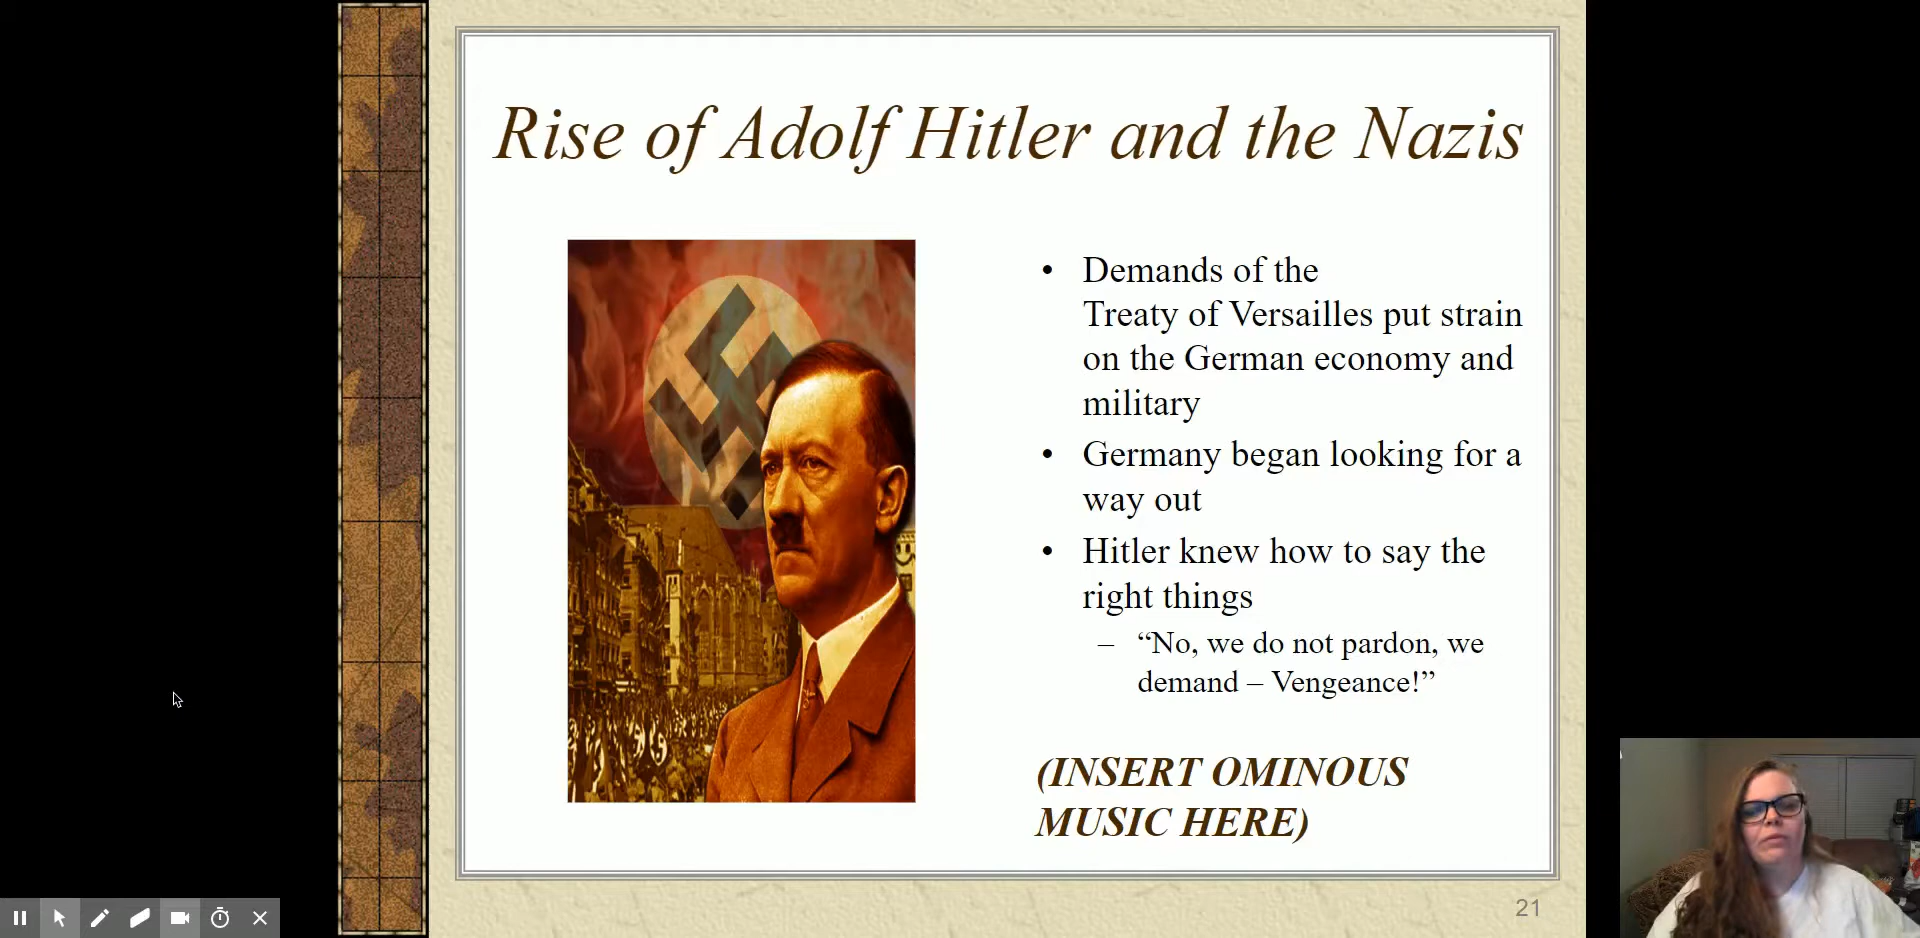 Rise of Adolf Hitler and the Nazis
• Demands of the
Treaty of Versailles put strain
on the German economy and
military
• Germany began looking for a
way out
• Hitler knew how to say the
right things
– “No, we do not pardon, we
demand – Vengeance!”
(INSERT OMINOUS
MUSIC HERE)
21